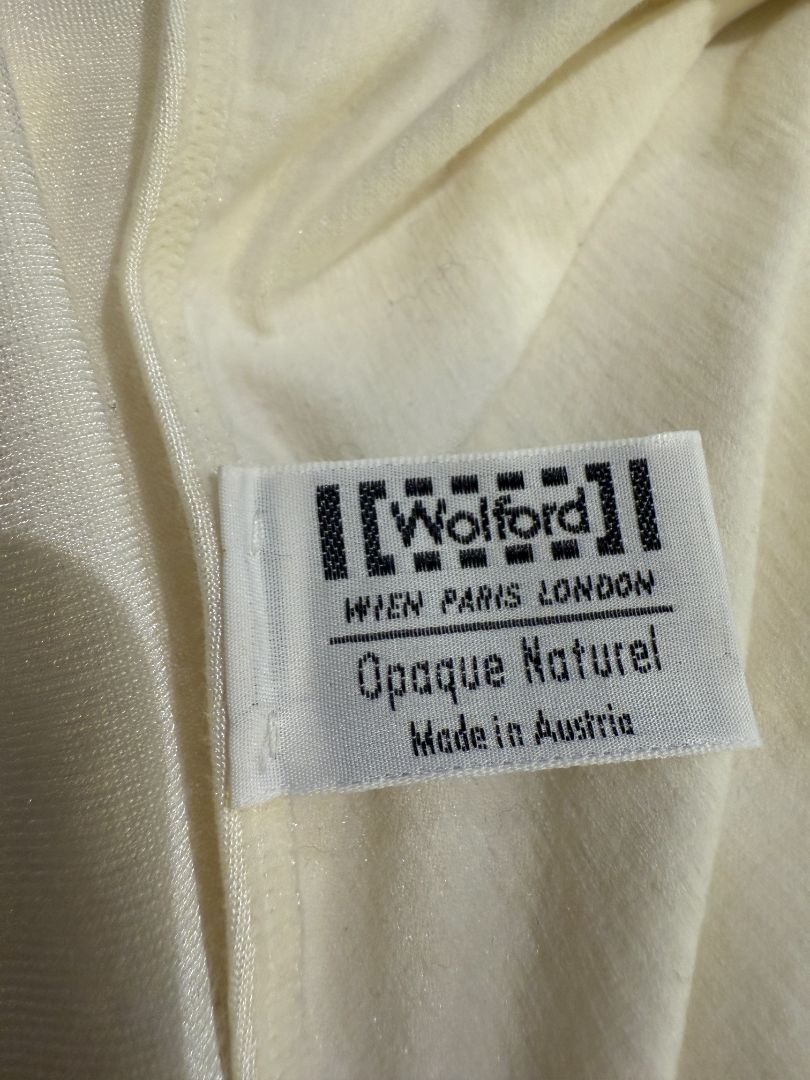 Wolford
WIEN PARIS LONDON
Opaque Naturel
Made in Austria